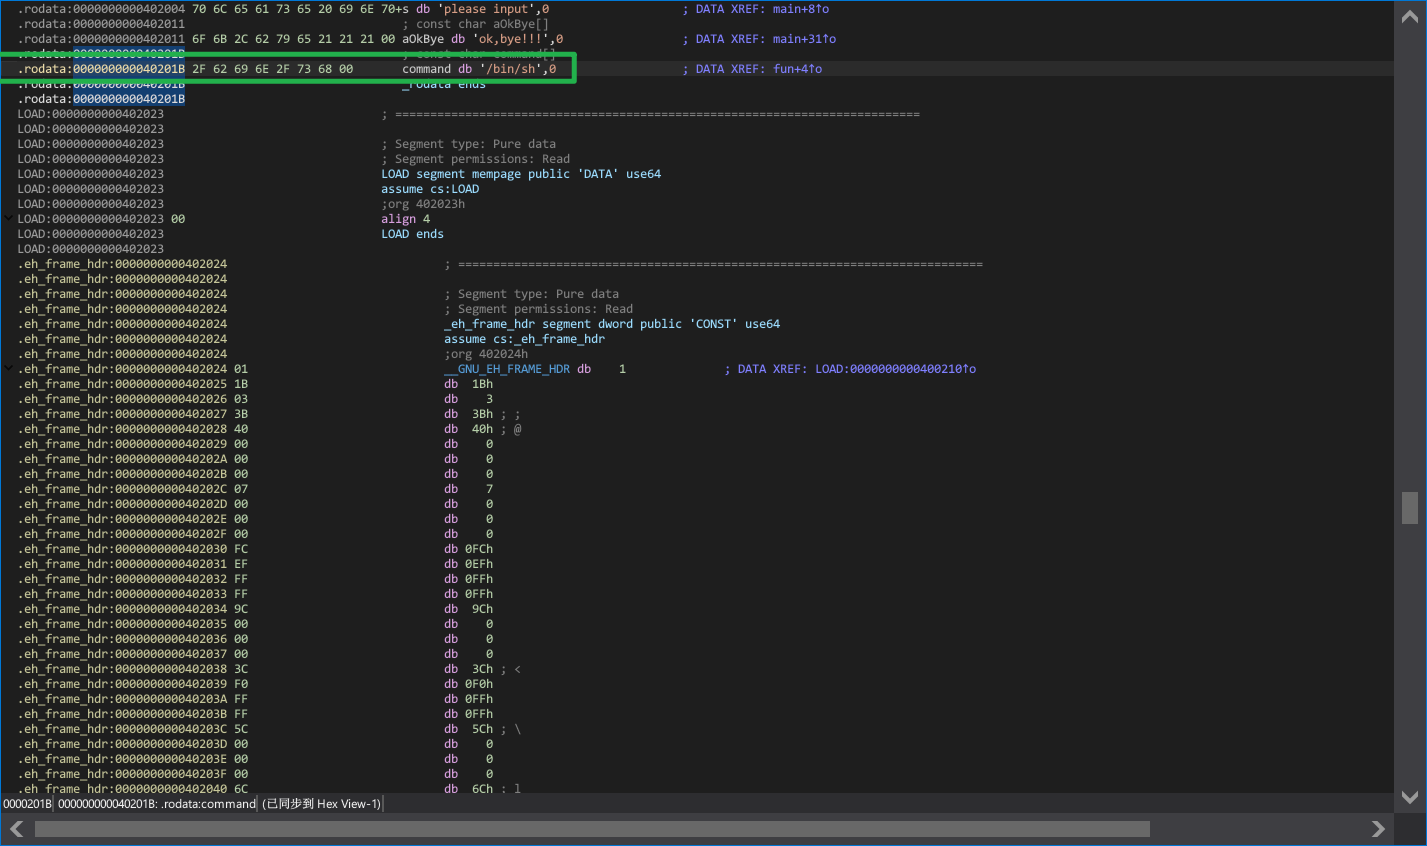 .rodata:0000000000402004 70 6C 65 61 73 65 20 69 6E 70+s db 'please input',0 ; DATA XREF: main+8↑o
.rodata:0000000000402011 ; const char aOkBye[]
.rodata:0000000000402011 6F 6B 2C 62 79 65 21 21 21 00 aOkBye db 'ok,bye!!!',0 ; DATA XREF: main+31↑o
.rodata:000000000040201B ; const char command[]
.rodata:000000000040201B 2F 62 69 6E 2F 73 68 00 command db '/bin/sh',0 ; DATA XREF: fun+4↑o
.rodata:000000000040201B _rodata ends
.rodata:000000000040201B
LOAD:0000000000402023 ; ===========================================================================
LOAD:0000000000402023
LOAD:0000000000402023 ; Segment type: Pure data
LOAD:0000000000402023 ; Segment permissions: Read
LOAD:0000000000402023 LOAD segment mempage public 'DATA' use64
LOAD:0000000000402023 assume cs:LOAD
LOAD:0000000000402023 ;org 402023h
LOAD:0000000000402023 00 align 4
LOAD:0000000000402023 LOAD ends
LOAD:0000000000402023
.eh_frame_hdr:0000000000402024 ; ===========================================================================
.eh_frame_hdr:0000000000402024
.eh_frame_hdr:0000000000402024 ; Segment type: Pure data
.eh_frame_hdr:0000000000402024 ; Segment permissions: Read
.eh_frame_hdr:0000000000402024 _eh_frame_hdr segment dword public 'CONST' use64
.eh_frame_hdr:0000000000402024 assume cs:_eh_frame_hdr
.eh_frame_hdr:0000000000402024 ;org 402024h
.eh_frame_hdr:0000000000402024 01 __GNU_EH_FRAME_HDR db 1 ; DATA XREF: LOAD:0000000000400210↑o
.eh_frame_hdr:0000000000402025 1B db 1Bh
.eh_frame_hdr:0000000000402026 03 db 3
.eh_frame_hdr:0000000000402027 3B db 3Bh ; ;
.eh_frame_hdr:0000000000402028 40 db 40h ; @
.eh_frame_hdr:0000000000402029 00 db 0
.eh_frame_hdr:000000000040202A 00 db 0
.eh_frame_hdr:000000000040202B 00 db 0
.eh_frame_hdr:000000000040202C 07 db 7
.eh_frame_hdr:000000000040202D 00 db 0
.eh_frame_hdr:000000000040202E 00 db 0
.eh_frame_hdr:000000000040202F 00 db 0
.eh_frame_hdr:0000000000402030 FC db 0FCh
.eh_frame_hdr:0000000000402031 EF db 0EFh
.eh_frame_hdr:0000000000402032 FF db 0FFh
.eh_frame_hdr:0000000000402033 FF db 0FFh
.eh_frame_hdr:0000000000402034 9C db 9Ch
.eh_frame_hdr:0000000000402035 00 db 0
.eh_frame_hdr:0000000000402036 00 db 0
.eh_frame_hdr:0000000000402037 00 db 0
.eh_frame_hdr:0000000000402038 3C db 3Ch ; <
.eh_frame_hdr:0000000000402039 F0 db 0F0h
.eh_frame_hdr:000000000040203A FF db 0FFh
.eh_frame_hdr:000000000040203B FF db 0FFh
.eh_frame_hdr:000000000040203C 5C db 5Ch ; \
.eh_frame_hdr:000000000040203D 00 db 0
.eh_frame_hdr:000000000040203E 00 db 0
.eh_frame_hdr:000000000040203F 00 db 0
.eh_frame_hdr:0000000000402040 6C db 6Ch ; l
0000201B 000000000040201B: .rodata:command (已同步到 Hex View-1)